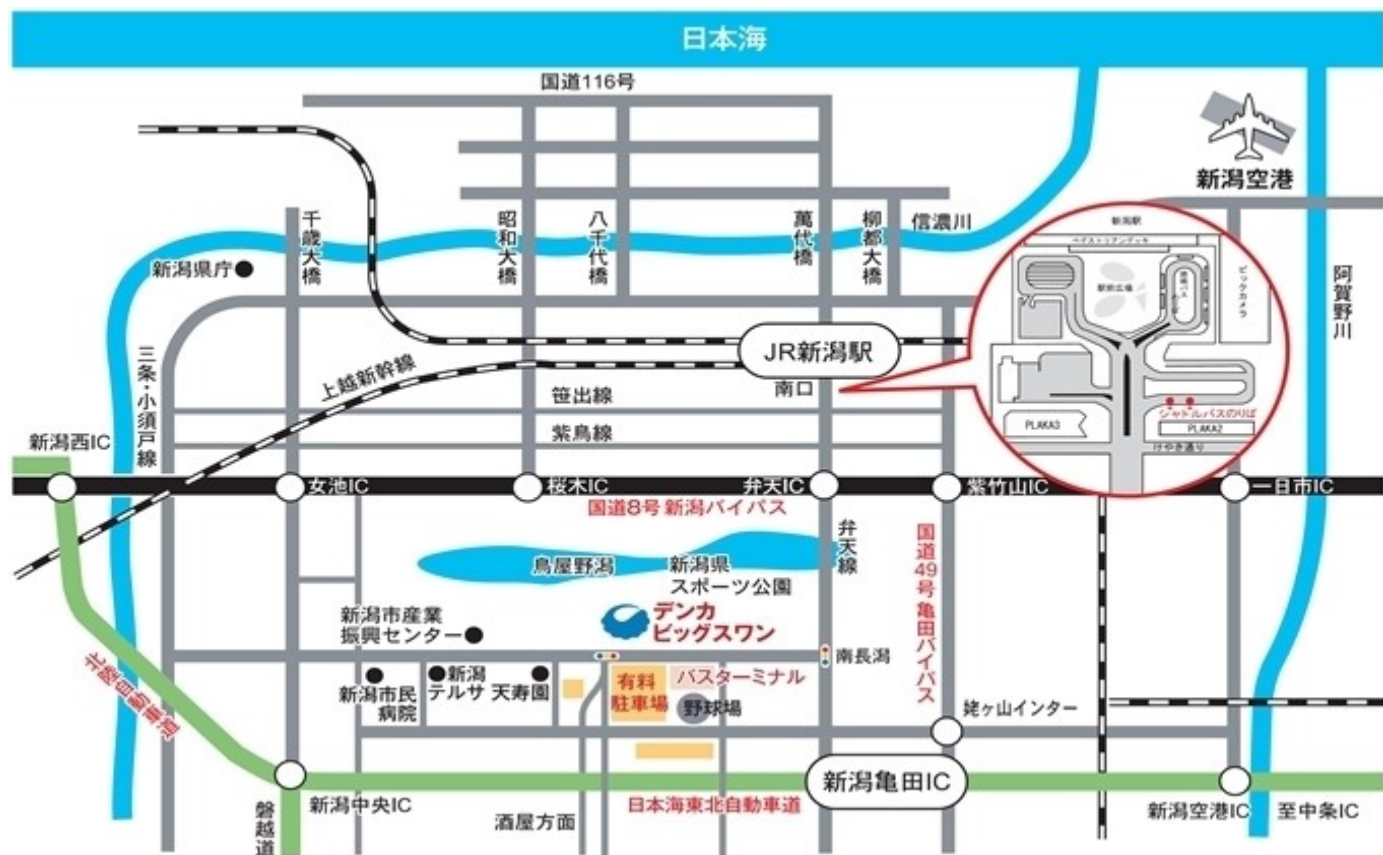 日本海
国道116号
新潟空港
千歳大橋
昭和大橋
八千代橋
萬代橋
柳都大橋
信濃川
新潟県庁
阿賀野川
新潟駅
ペデストリアンデッキ
駅前広場
ビックカメラ
PLAKA3
シャトルバスのりば
PLAKA2
けやき通り
JR新潟駅
南口
上越新幹線
三条・小須戸線
笹出線
紫鳥線
新潟西IC
女池IC
桜木IC
弁天IC
紫竹山IC
一日市IC
国道8号 新潟バイパス
弁天線
国道49号 亀田バイパス
鳥屋野潟
新潟県
スポーツ公園
デンカ
ビッグスワン
新潟市産業
振興センター
南長潟
新潟市民
病院
新潟
テルサ
天寿園
有料
駐車場
バスターミナル
野球場
姥ヶ山インター
北陸自動車道
新潟亀田IC
新潟中央IC
磐越道
酒屋方面
日本海東北自動車道
新潟空港IC
至中条IC